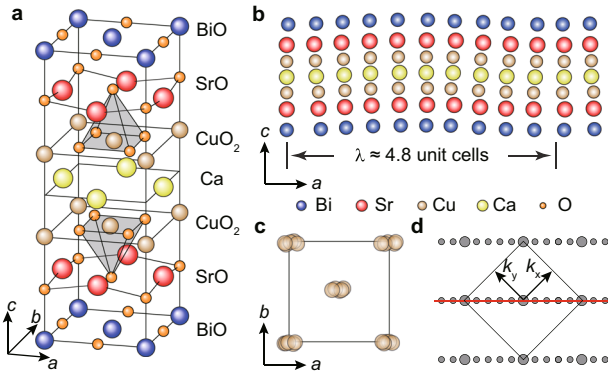 a
BiO
SrO
CuO2
Ca
CuO2
SrO
BiO
c
b
a
b
c
a
λ ≈ 4.8 unit cells
Bi Sr Cu Ca O
c
b
a
d
ky kx